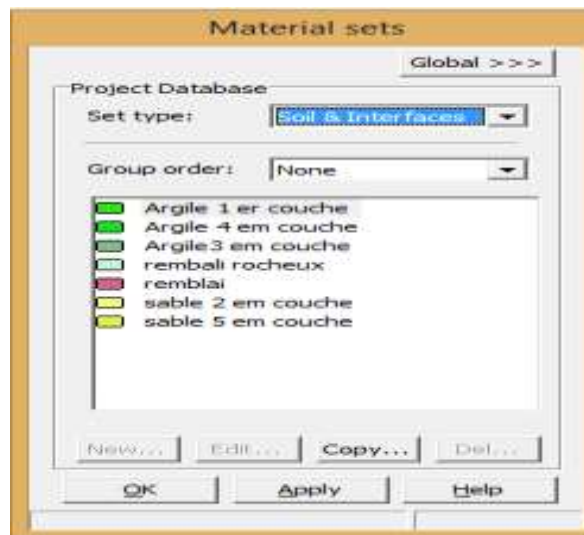 Material sets
Global >>>
Project Database
Set type: Soil & Interfaces
Group order: None
Argile 1 er couche
Argile 4 em couche
Argile3 em couche
rembali rocheux
remblai
sable 2 em couche
sable 5 em couche
New... Edit... Copy... Del...
OK Apply Help